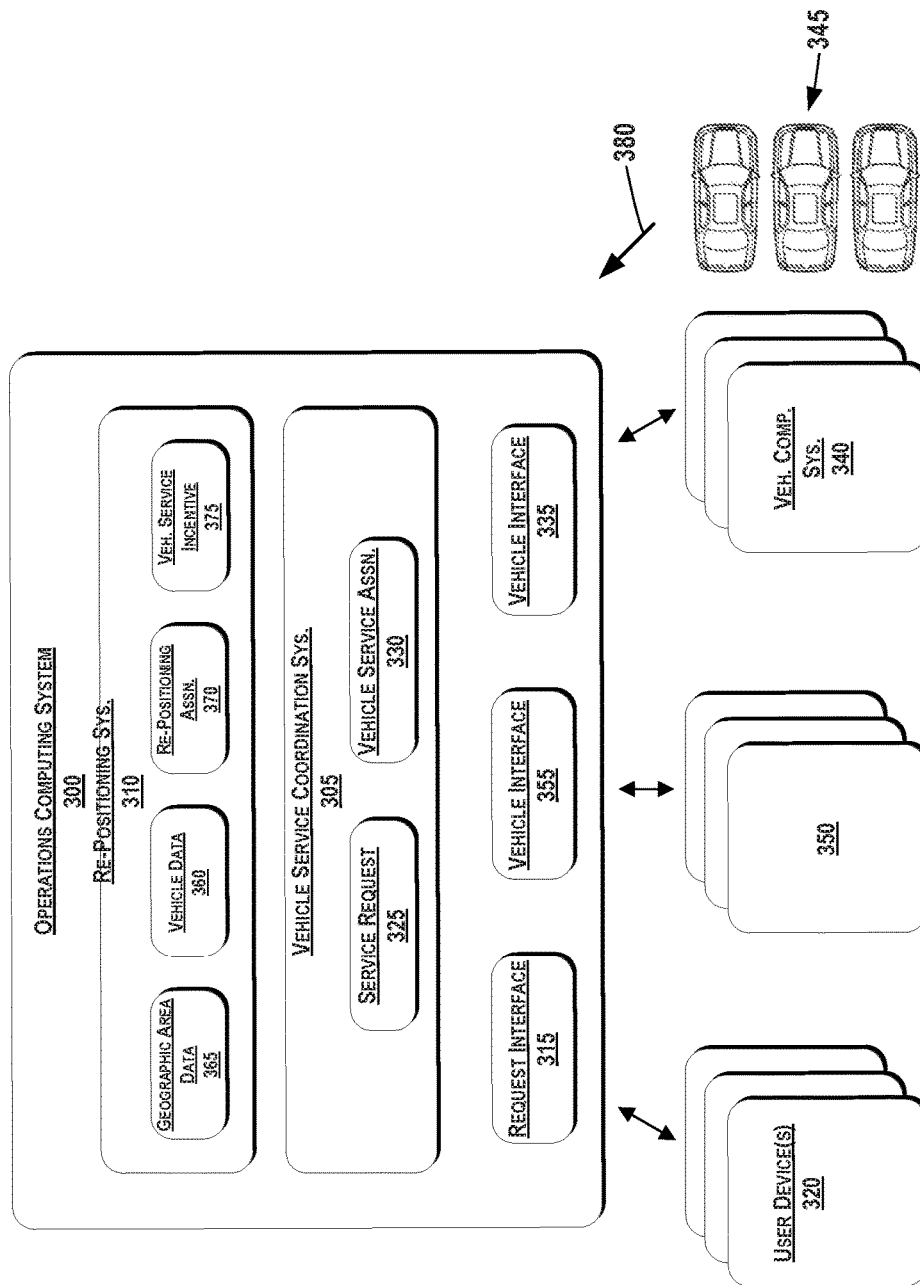 OPERATIONS COMPUTING SYSTEM
300
RE-POSITIONING SYS.
310
GEOGRAPHIC AREA
DATA
365
VEHICLE DATA
360
RE-POSITIONING
ASSN.
370
VEH. SERVICE
INCENTIVE
375
VEHICLE SERVICE COORDINATION SYS.
305
SERVICE REQUEST
325
VEHICLE SERVICE ASSN.
330
REQUEST INTERFACE
315
VEHICLE INTERFACE
355
VEHICLE INTERFACE
335
380
USER DEVICE(S)
320
350
VEH. COMP.
SYS.
340
345